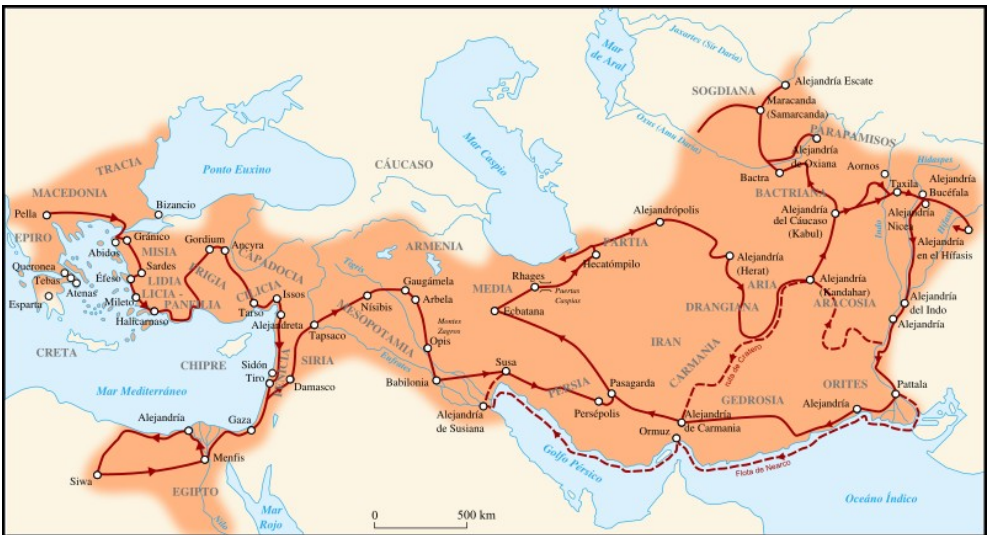 Mar
de Aral
Jaxartes (Sir Daria)
Alejandría Escate
SOGDIANA
Maracanda
(Samarcanda)
Oxus (Amu Daria)
PARAPAMISOS
Alejandría
de Oxiana
Aornos
Hidaspes
Bactra
BACTRIANA
Taxila
Alejandría
Bucéfala
Alejandría
del Cáucaso
(Kabul)
Alejandría
Nicea
Indo
Hífasis
Alejandría
en el Hífasis
TRACIA
Ponto Euxino
CÁUCASO
Mar Caspio
MACEDONIA
Pella
Bizancio
EPIRO
Gránico
Abidos
MISIA
Gordium
Ancyra
CAPADOCIA
ARMENIA
Alejandrópolis
PARTIA
Hecatómpilo
Queronea
Tebas
Atenas
Esparta
Éfeso
Sardes
LIDIA
FRIGIA
Mileto
LICIA -
PANFILIA
Halicarnaso
CILICIA
Tarso
Issos
Alejandreta
Tigris
Gaugámela
Arbela
Nísibis
MESOPOTAMIA
Tapsaco
Montes
Zagros
Opis
Éufrates
MEDIA
Rhages
Puertas
Caspias
Ecbatana
Alejandría
(Herat)
ARIA
DRANGIANA
Alejandría
(Kandahar)
ARACOSIA
Alejandría
del Indo
Alejandría
CRETA
CHIPRE
SIRIA
FENICIA
Sidón
Tiro
Damasco
Mar Mediterráneo
Babilonia
Susa
IRAN
CARMANIA
ruta de Crátero
PERSIA
Pasagarda
Persépolis
GEDROSIA
ORITES
Pattala
Alejandría
Alejandría
Gaza
Alejandría
de Susiana
Ormuz
Alejandría
de Carmania
Menfis
Siwa
EGIPTO
Nilo
Mar
Rojo
Golfo Pérsico
Flota de Nearco
Océano Índico
0 500 km